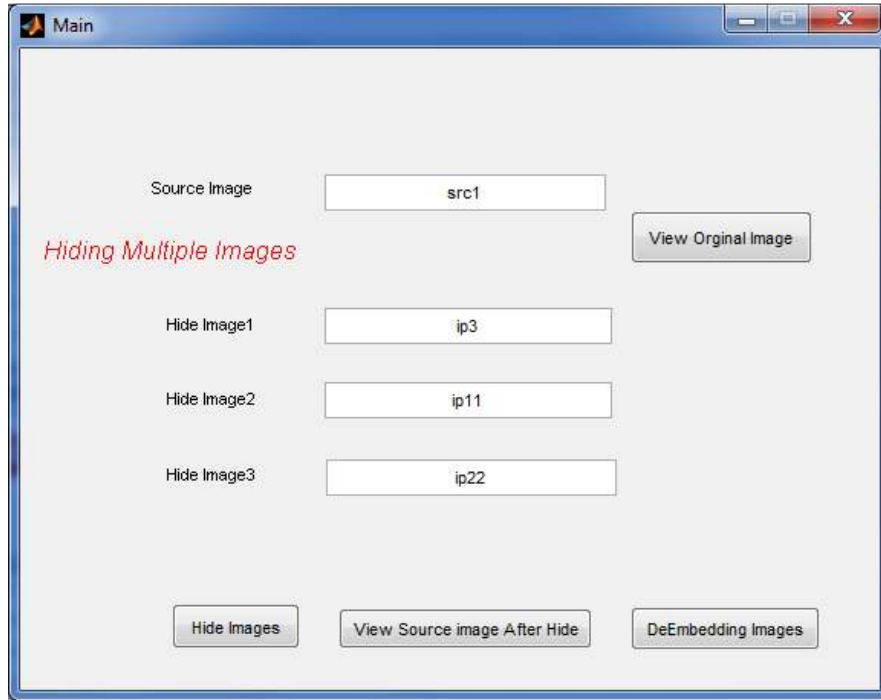 Main
Source Image
src1
View Orginal Image
Hiding Multiple Images
Hide Image1
ip3
Hide Image2
ip11
Hide Image3
ip22
Hide Images
View Source image After Hide
DeEmbedding Images